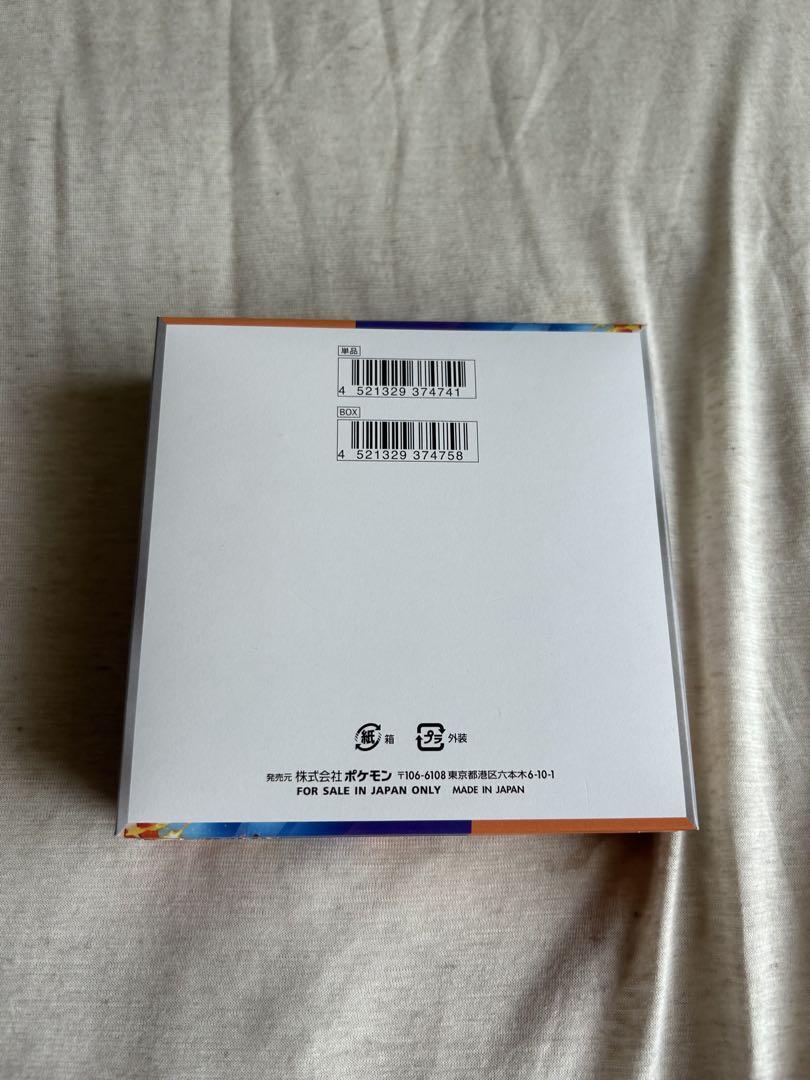 単品
4 521329 374741
BOX
4 521329 374758
紙 箱 プラ 外装
発売元 株式会社ポケモン 〒106-6108 東京都港区六本木6-10-1
FOR SALE IN JAPAN ONLY MADE IN JAPAN